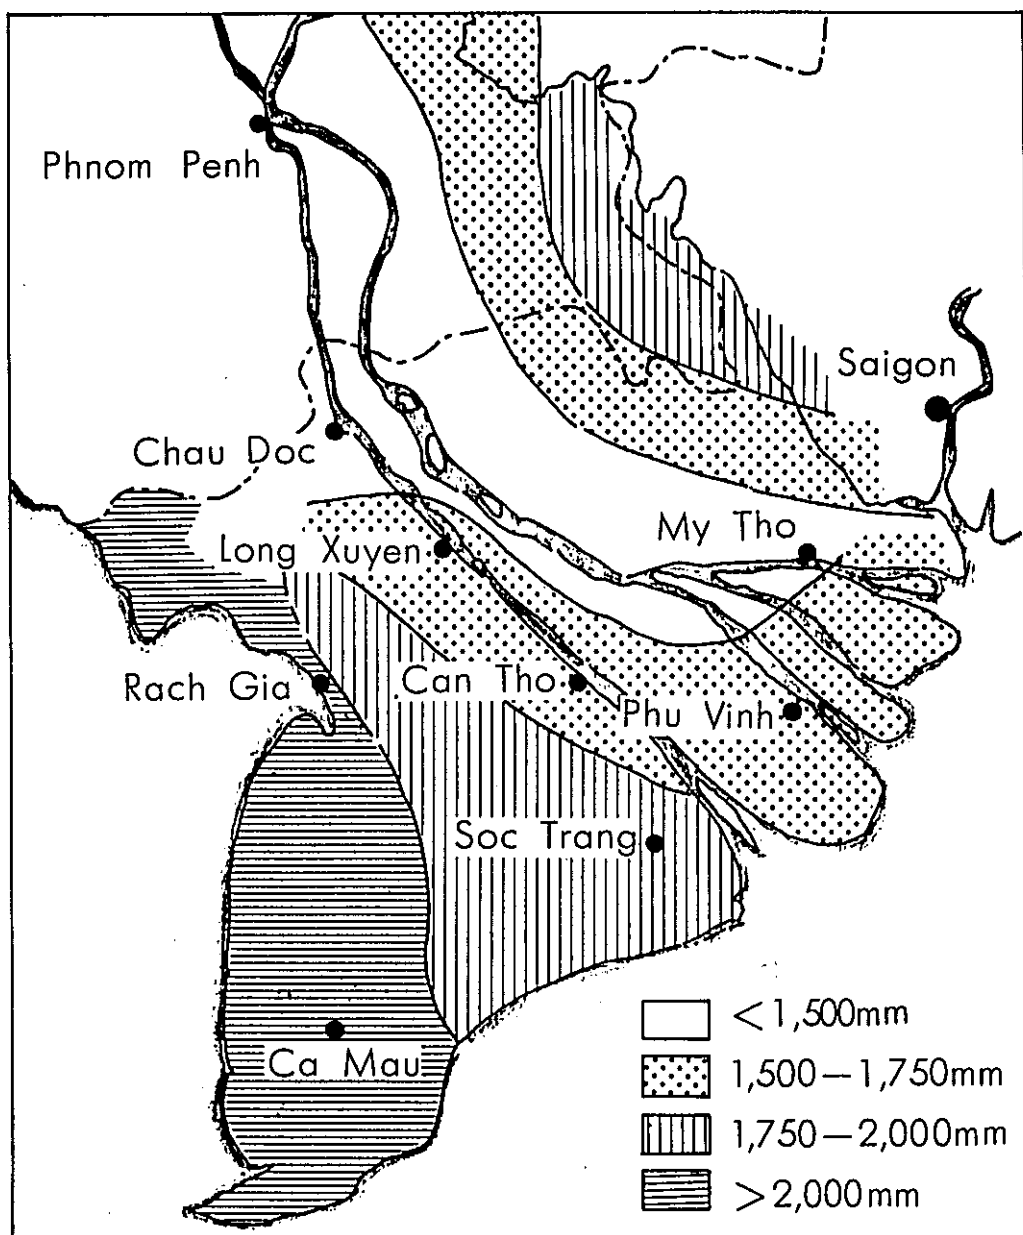 Phnom Penh
Saigon
Chau Doc
My Tho
Long Xuyen
Rach Gia
Can Tho
Phu Vinh
Soc Trang
Ca Mau
<1,500mm
1,500—1,750mm
1,750—2,000mm
>2,000mm